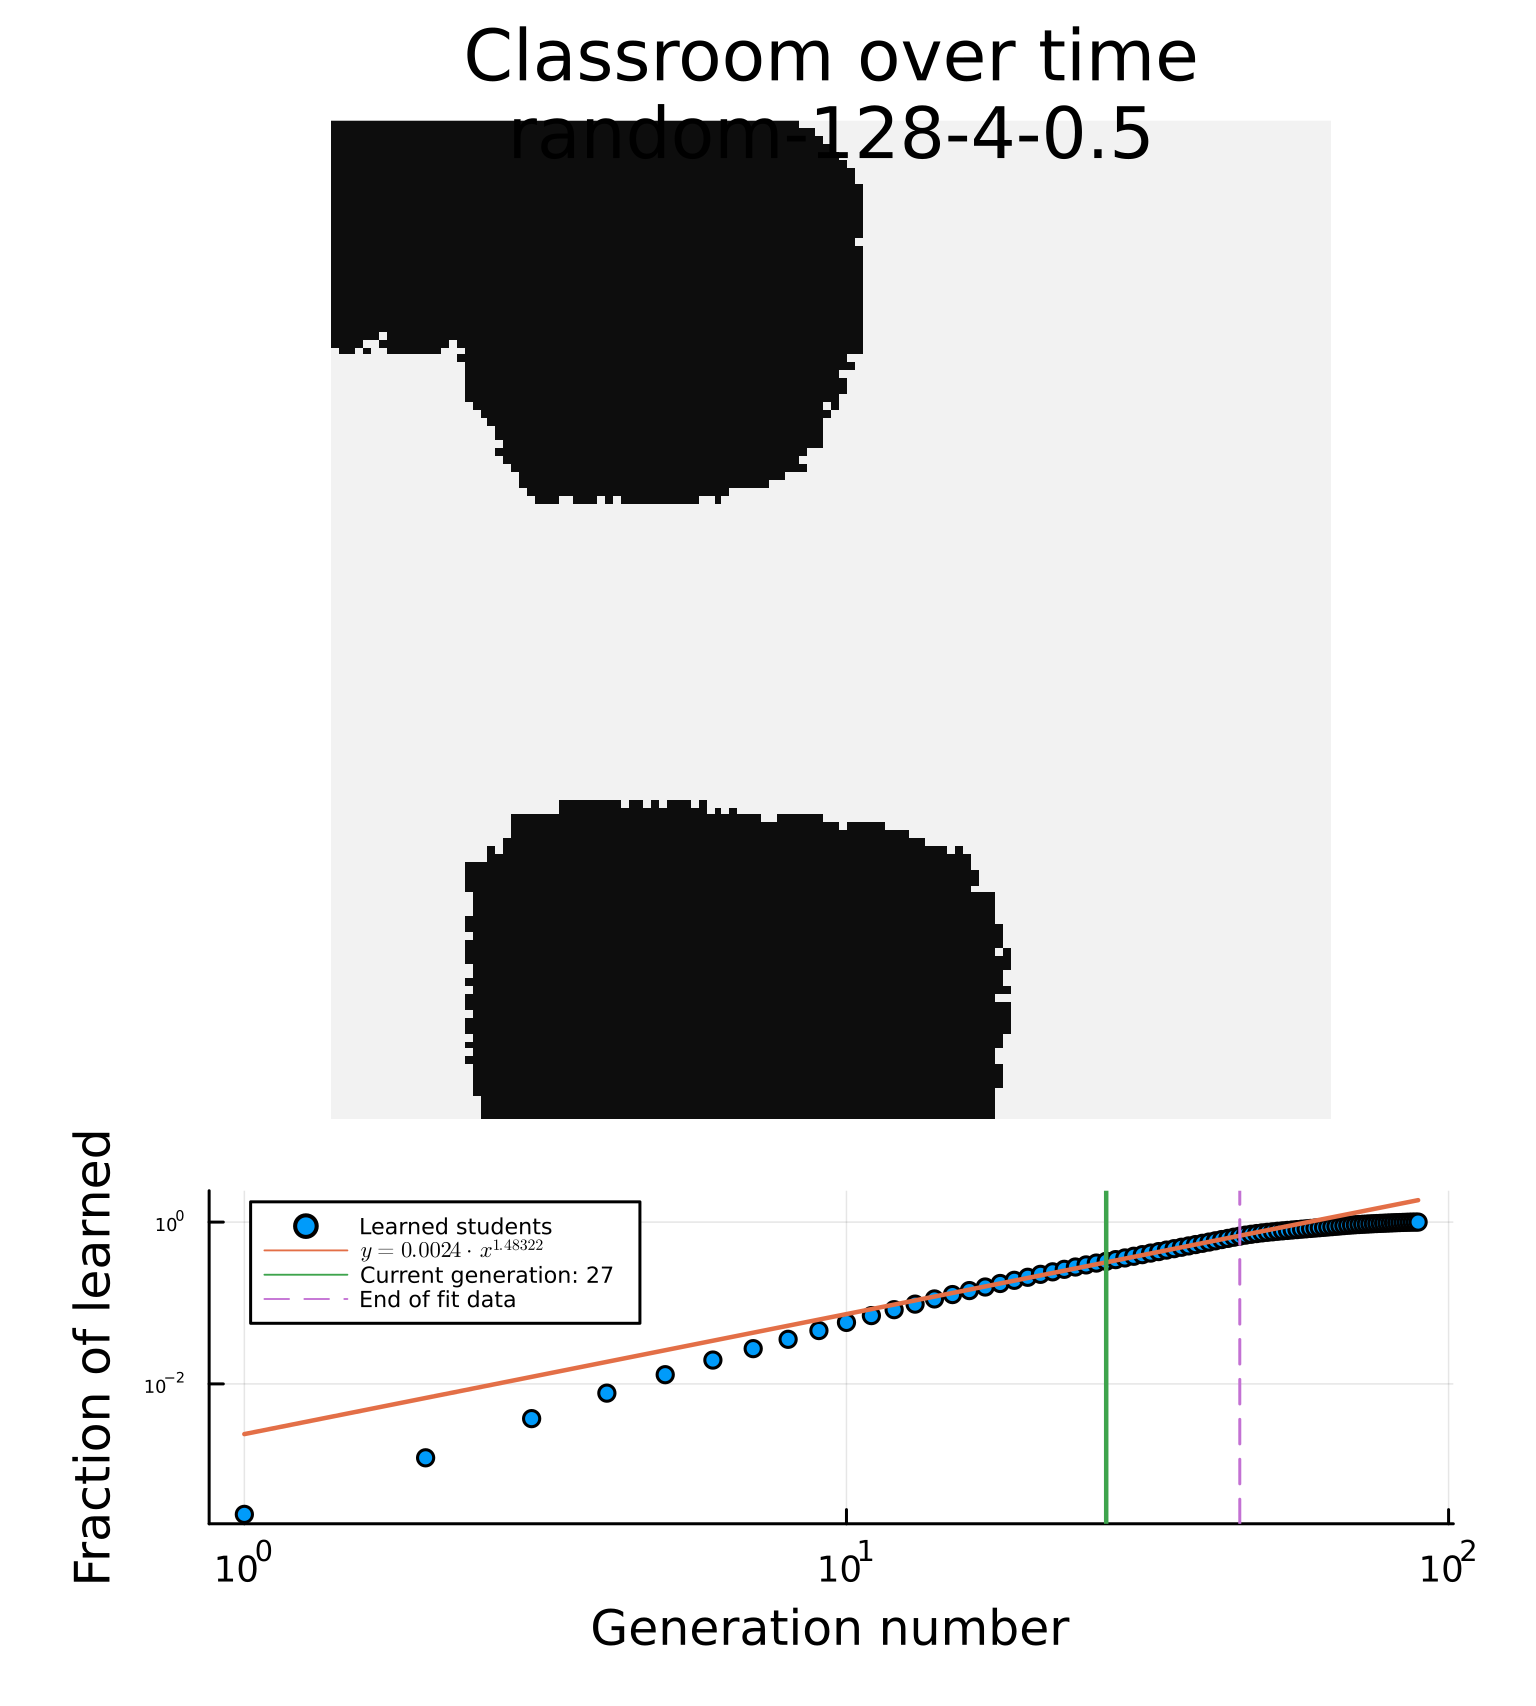 Classroom over time
random-128-4-0.5
Fraction of learned
10^0
10^-2
Learned students
y = 0.0024 · x^1.48322
Current generation: 27
End of fit data
10^0
10^1
10^2
Generation number